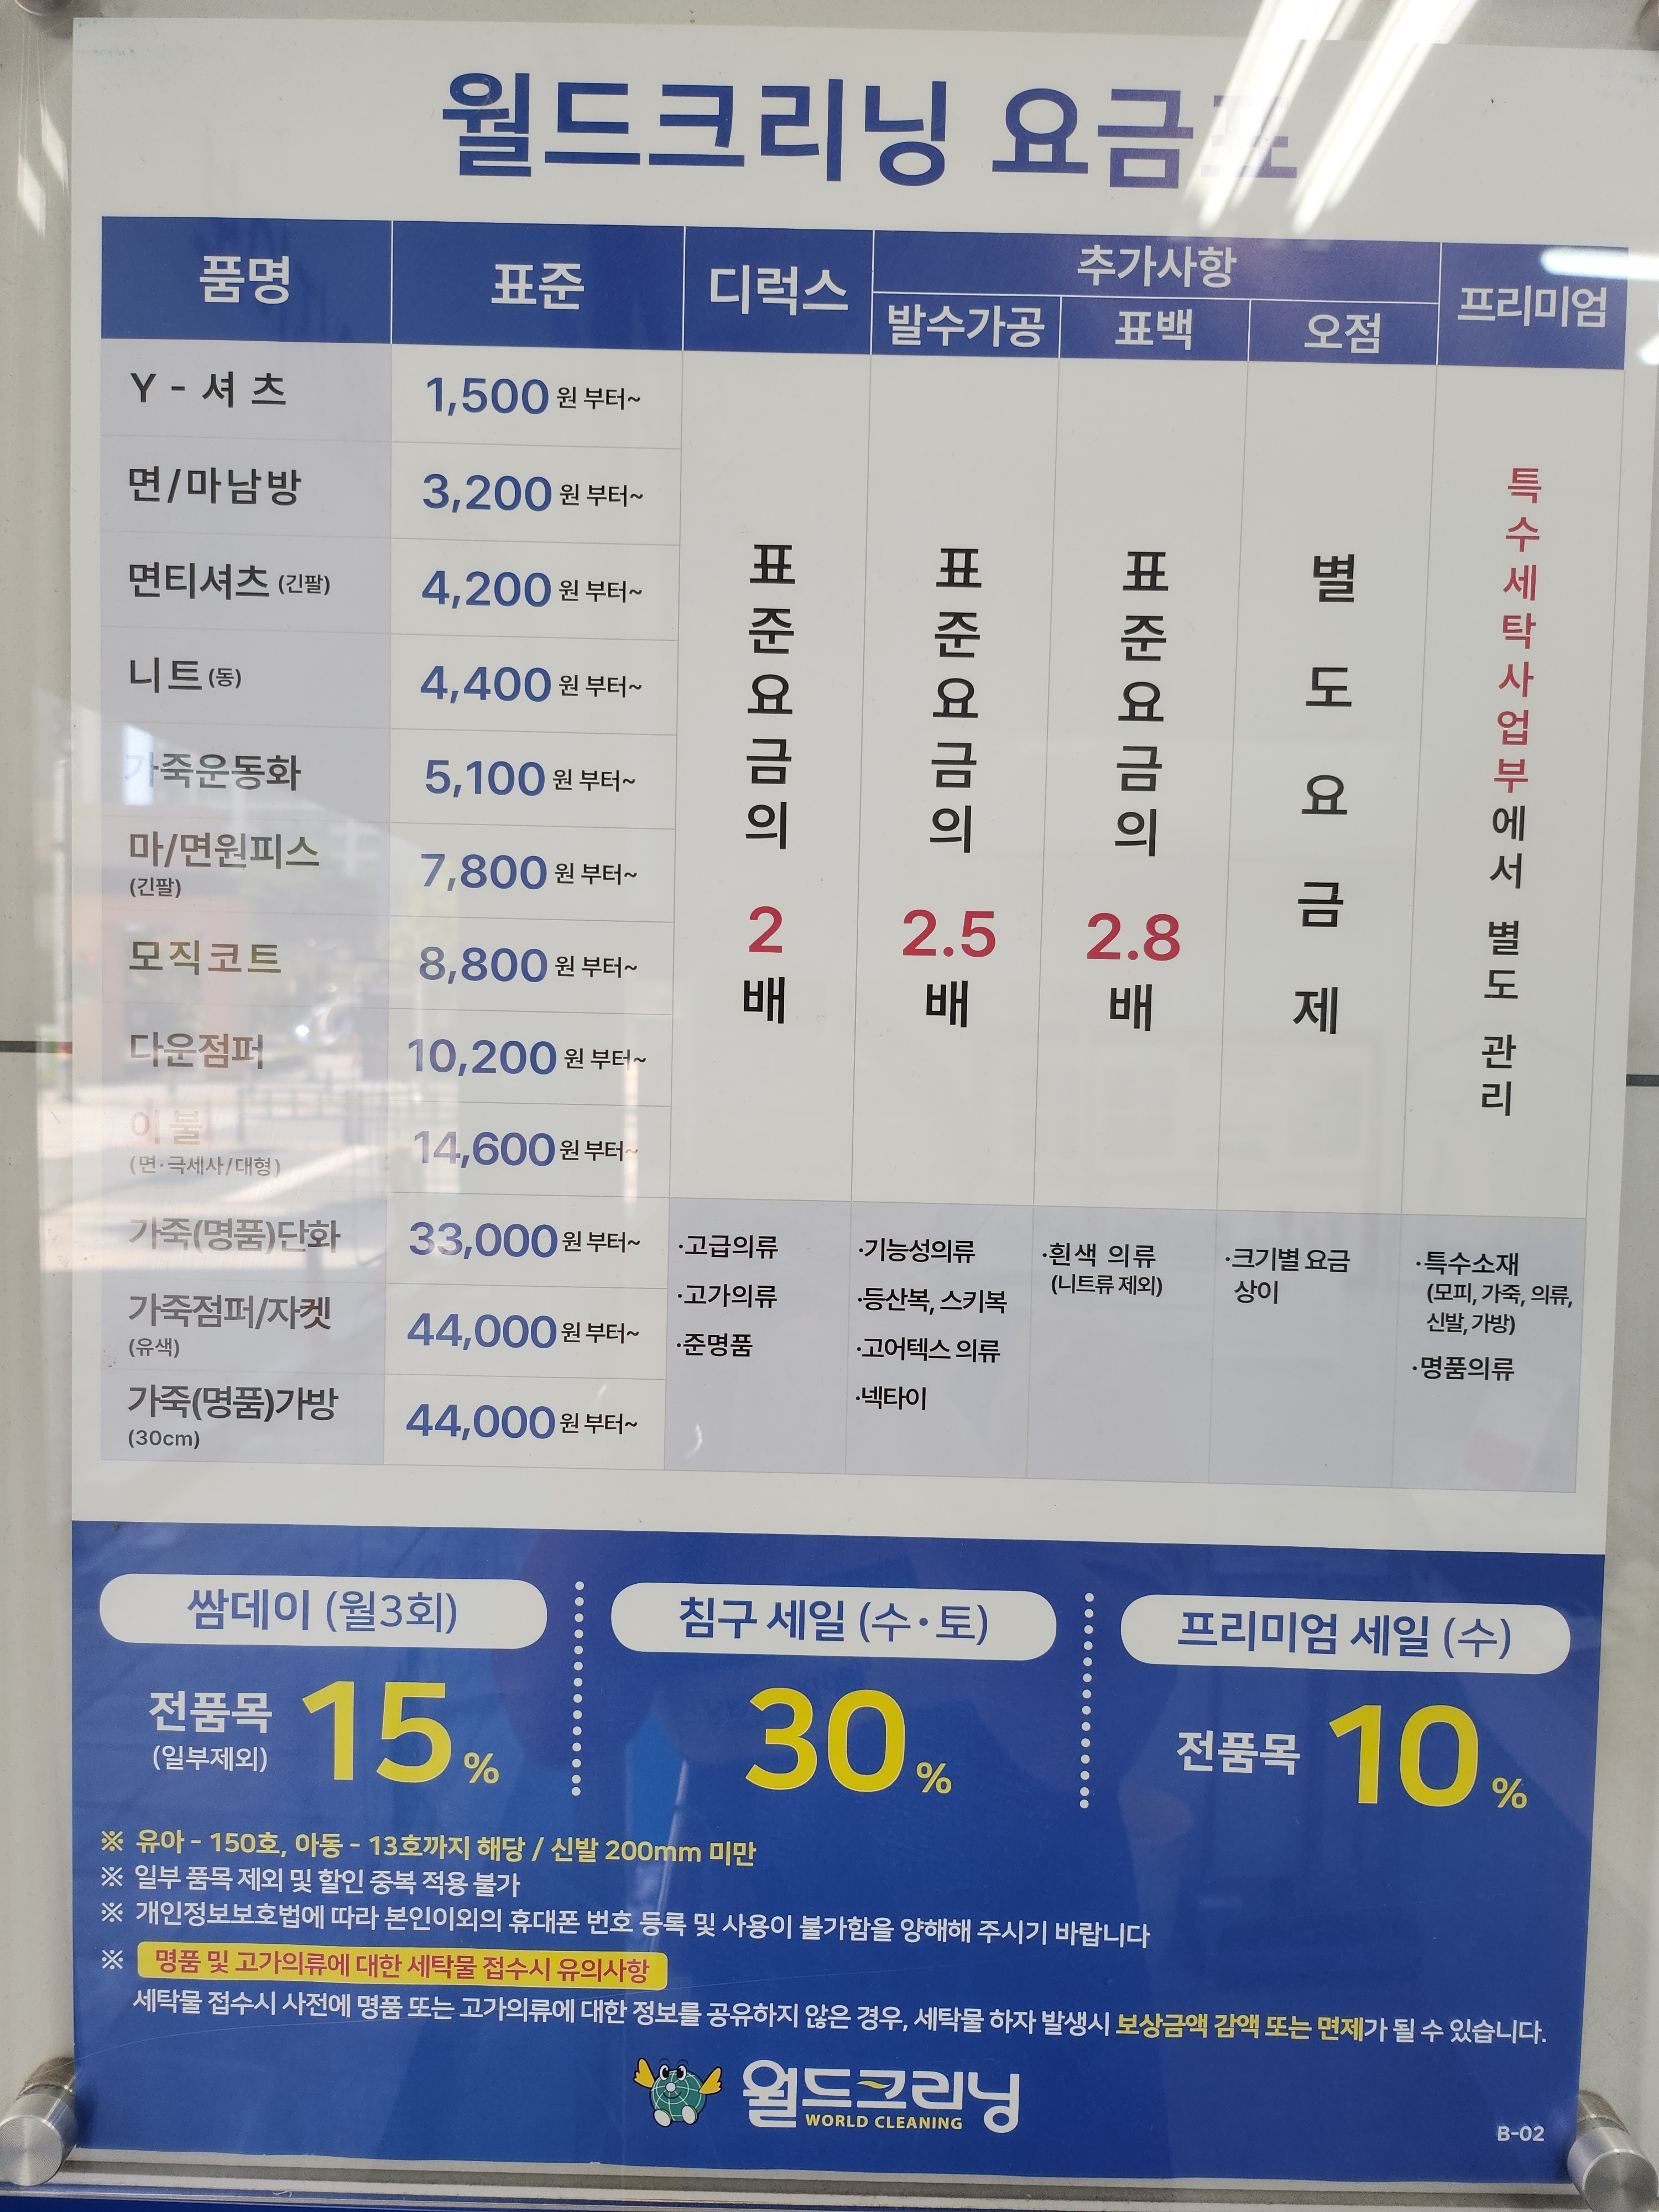 월드크리닝 요금표
품명 표준 디럭스 추가사항 프리미엄
발수가공 표백 오점
Y - 셔 츠 1,500원 부터~
면/마남방 3,200원 부터~
면티셔츠 (긴팔) 4,200원 부터~
니트 (동) 4,400원 부터~
가죽운동화 5,100원 부터~
마/면원피스 7,800원 부터~
(긴팔)
모직코트 8,800원 부터~
다운점퍼 10,200원 부터~
이불 14,600원 부터~
(면·극세사/대형)
가죽(명품)단화 33,000원 부터~
가죽점퍼/자켓 44,000원 부터~
(유색)
가죽(명품)가방 44,000원 부터~
(30cm)
표준요금의 2배
표준요금의 2.5배
표준요금의 2.8배
별도요금제
특수세탁사업부에서 별도 관리
·고급의류
·고가의류
·준명품
·기능성의류
·등산복, 스키복
·고어텍스 의류
·넥타이
·흰색 의류
(니트류 제외)
·크기별 요금
상이
·특수소재
(모피, 가죽, 의류,
신발, 가방)
·명품의류
쌈데이 (월3회)
전품목
(일부제외)
15%
침구 세일 (수·토)
30%
프리미엄 세일 (수)
전품목 10%
※ 유아 - 150호, 아동 - 13호까지 해당 / 신발 200mm 미만
※ 일부 품목 제외 및 할인 중복 적용 불가
※ 개인정보보호법에 따라 본인이외의 휴대폰 번호 등록 및 사용이 불가함을 양해해 주시기 바랍니다
※ 명품 및 고가의류에 대한 세탁물 접수시 유의사항
세탁물 접수시 사전에 명품 또는 고가의류에 대한 정보를 공유하지 않은 경우, 세탁물 하자 발생시 보상금액 감액 또는 면제가 될 수 있습니다.
월드크리닝
WORLD CLEANING
B-02